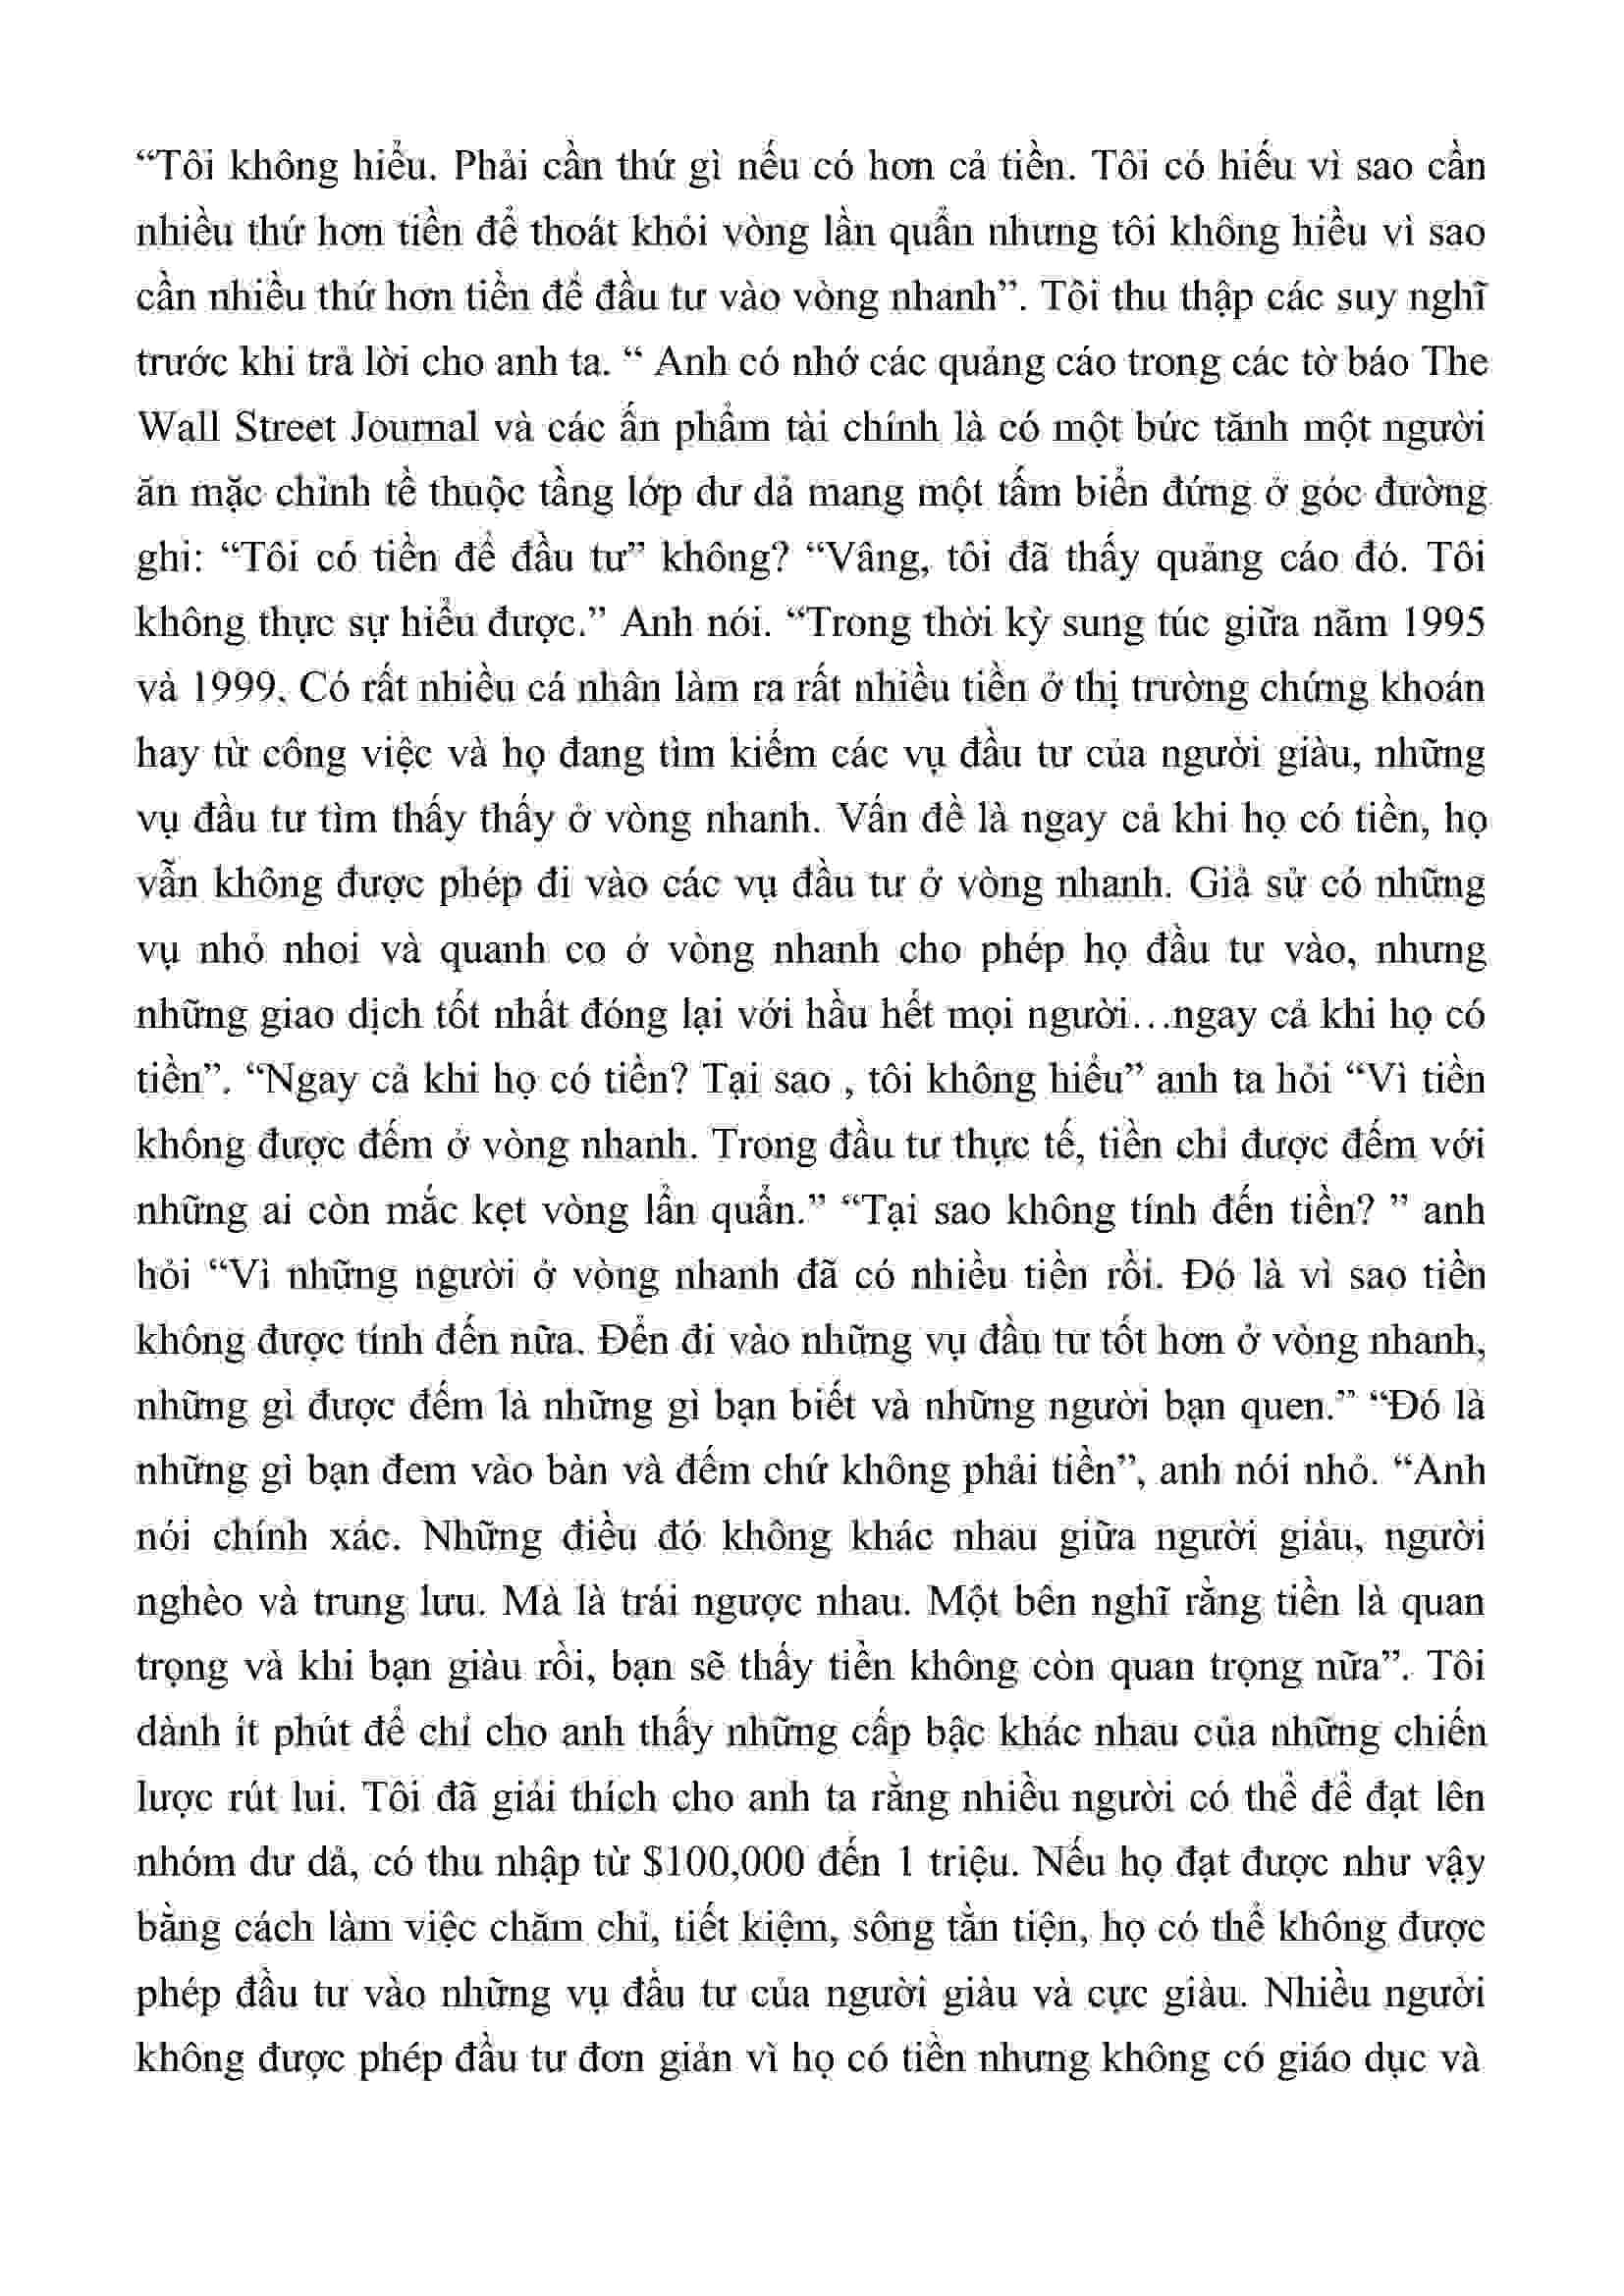 “Tôi không hiểu. Phải cần thứ gì nếu có hơn cả tiền. Tôi có hiếu vì sao cần
nhiều thứ hơn tiền để thoát khỏi vòng lần quẩn nhưng tôi không hiều vì sao
cần nhiều thứ hơn tiền để đầu tư vào vòng nhanh”. Tôi thu thập các suy nghĩ
trước khi trả lời cho anh ta. “ Anh có nhớ các quảng cáo trong các tờ báo The
Wall Street Journal và các ấn phẩm tài chính là có một bức tănh một người
ăn mặc chỉnh tề thuộc tầng lớp dư dả mang một tấm biển đứng ở góc đường
ghi: “Tôi có tiền để đầu tư” không? “Vâng, tôi đã thấy quảng cáo đó. Tôi
không thực sự hiểu được.” Anh nói. “Trong thời kỳ sung túc giữa năm 1995
và 1999. Có rất nhiều cá nhân làm ra rất nhiều tiền ở thị trường chứng khoán
hay từ công việc và họ đang tìm kiếm các vụ đầu tư của người giàu, những
vụ đầu tư tìm thấy thấy ở vòng nhanh. Vấn đề là ngay cả khi họ có tiền, họ
vẫn không được phép đi vào các vụ đầu tư ở vòng nhanh. Giả sử có những
vụ nhỏ nhoi và quanh co ở vòng nhanh cho phép họ đầu tư vào, nhưng
những giao dịch tốt nhất đóng lại với hầu hết mọi người…ngay cả khi họ có
tiền”. “Ngay cả khi họ có tiền? Tại sao , tôi không hiểu” anh ta hỏi “Vì tiền
không được đếm ở vòng nhanh. Trong đầu tư thực tế, tiền chỉ được đếm với
những ai còn mắc kẹt vòng lẩn quẩn.” “Tại sao không tính đến tiền? ” anh
hỏi “Vì những người ở vòng nhanh đã có nhiều tiền rồi. Đó là vì sao tiền
không được tính đến nữa. Đển đi vào những vụ đầu tư tốt hơn ở vòng nhanh,
những gì được đếm là những gì bạn biết và những người bạn quen.” “Đó là
những gì bạn đem vào bàn và đếm chứ không phải tiền”, anh nói nhỏ. “Anh
nói chính xác. Những điều đó không khác nhau giữa người giàu, người
nghèo và trung lưu. Mà là trái ngược nhau. Một bên nghĩ rằng tiền là quan
trọng và khi bạn giàu rồi, bạn sẽ thấy tiền không còn quan trọng nữa”. Tôi
dành ít phút để chỉ cho anh thấy những cấp bậc khác nhau của những chiến
lược rút lui. Tôi đã giải thích cho anh ta rằng nhiều người có thể để đạt lên
nhóm dư dả, có thu nhập từ $100,000 đến 1 triệu. Nếu họ đạt được như vậy
bằng cách làm việc chăm chỉ, tiết kiệm, sông tằn tiện, họ có thể không được
phép đầu tư vào những vụ đầu tư của người giàu và cực giàu. Nhiều người
không được phép đầu tư đơn giản vì họ có tiền nhưng không có giáo dục và